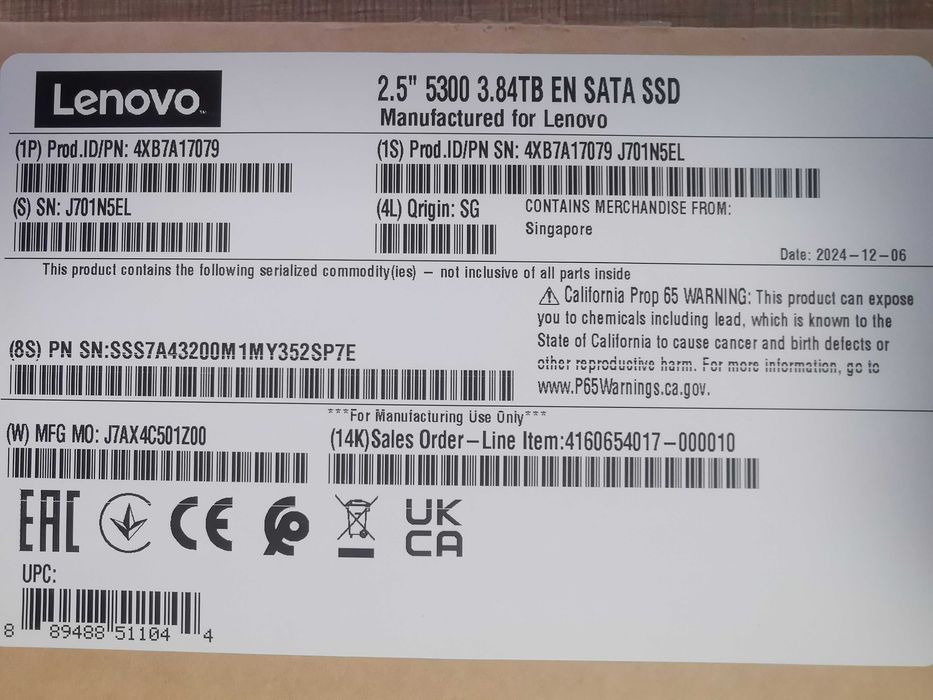 Lenovo™
2.5" 5300 3.84TB EN SATA SSD
Manufactured for Lenovo
(1P) Prod.ID/PN: 4XB7A17079
(1S) Prod.ID/PN SN: 4XB7A17079 J701N5EL
(S) SN: J701N5EL
(4L) Qrigin: SG
CONTAINS MERCHANDISE FROM:
Singapore
Date: 2024-12-06
This product contains the following serialized commodity(ies) – not inclusive of all parts inside
⚠ California Prop 65 WARNING: This product can expose
you to chemicals including lead, which is known to the
State of California to cause cancer and birth defects or
other reproductive harm. For more information, go to
www.P65Warnings.ca.gov.
(8S) PN SN:SSS7A43200M1MY352SP7E
***For Manufacturing Use Only***
(W) MFG MO: J7AX4C501Z00
(14K)Sales Order-Line Item:4160654017-000010
EAC
CE
UK
CA
UPC:
8 89488 51104 4